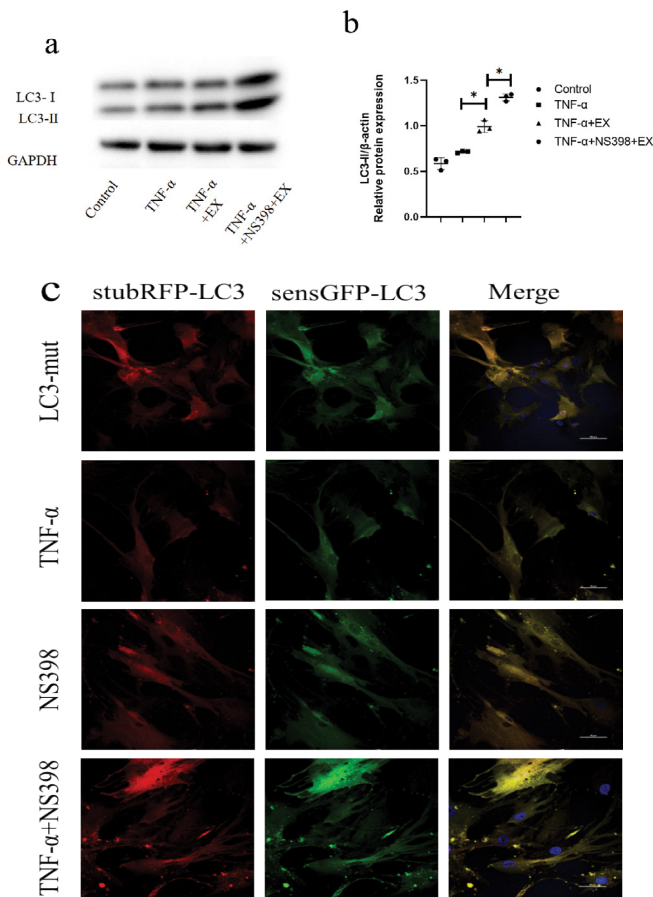 a
LC3- I
LC3-II
GAPDH
Control
TNF-α
TNF-α
+EX
TNF-α
+NS398+EX
b
LC3-II/β-actin
Relative protein expression
1.5
1.0
0.5
0.0
*
*
Control
TNF-α
TNF-α+EX
TNF-α+NS398+EX
c
stubRFP-LC3 sensGFP-LC3 Merge
LC3-mut
TNF-α
NS398
TNF-α+NS398